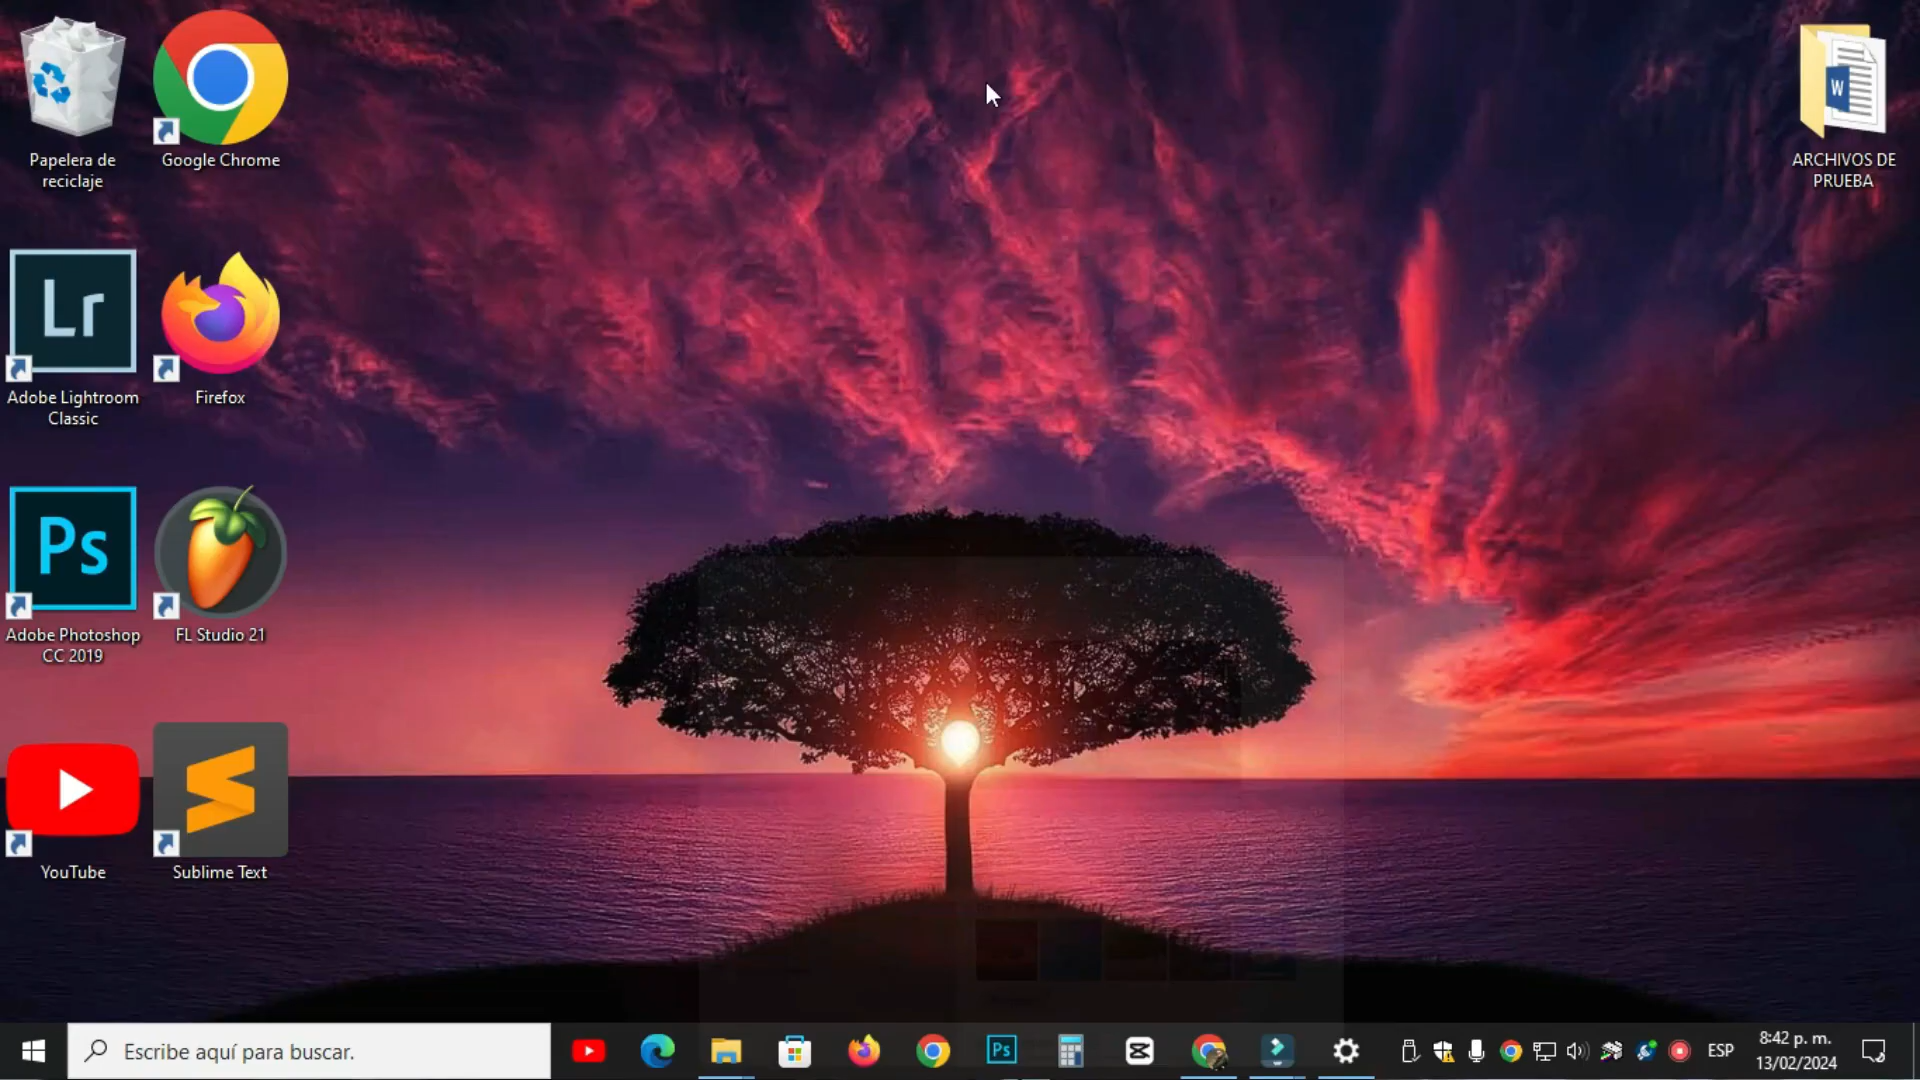 Papelera de
reciclaje
Google Chrome
ARCHIVOS DE
PRUEBA
W
Lr
Adobe Lightroom
Classic
Firefox
Ps
Adobe Photoshop
CC 2019
FL Studio 21
YouTube
Sublime Text
Escribe aquí para buscar.
Ps
ESP
8:42 p. m.
13/02/2024